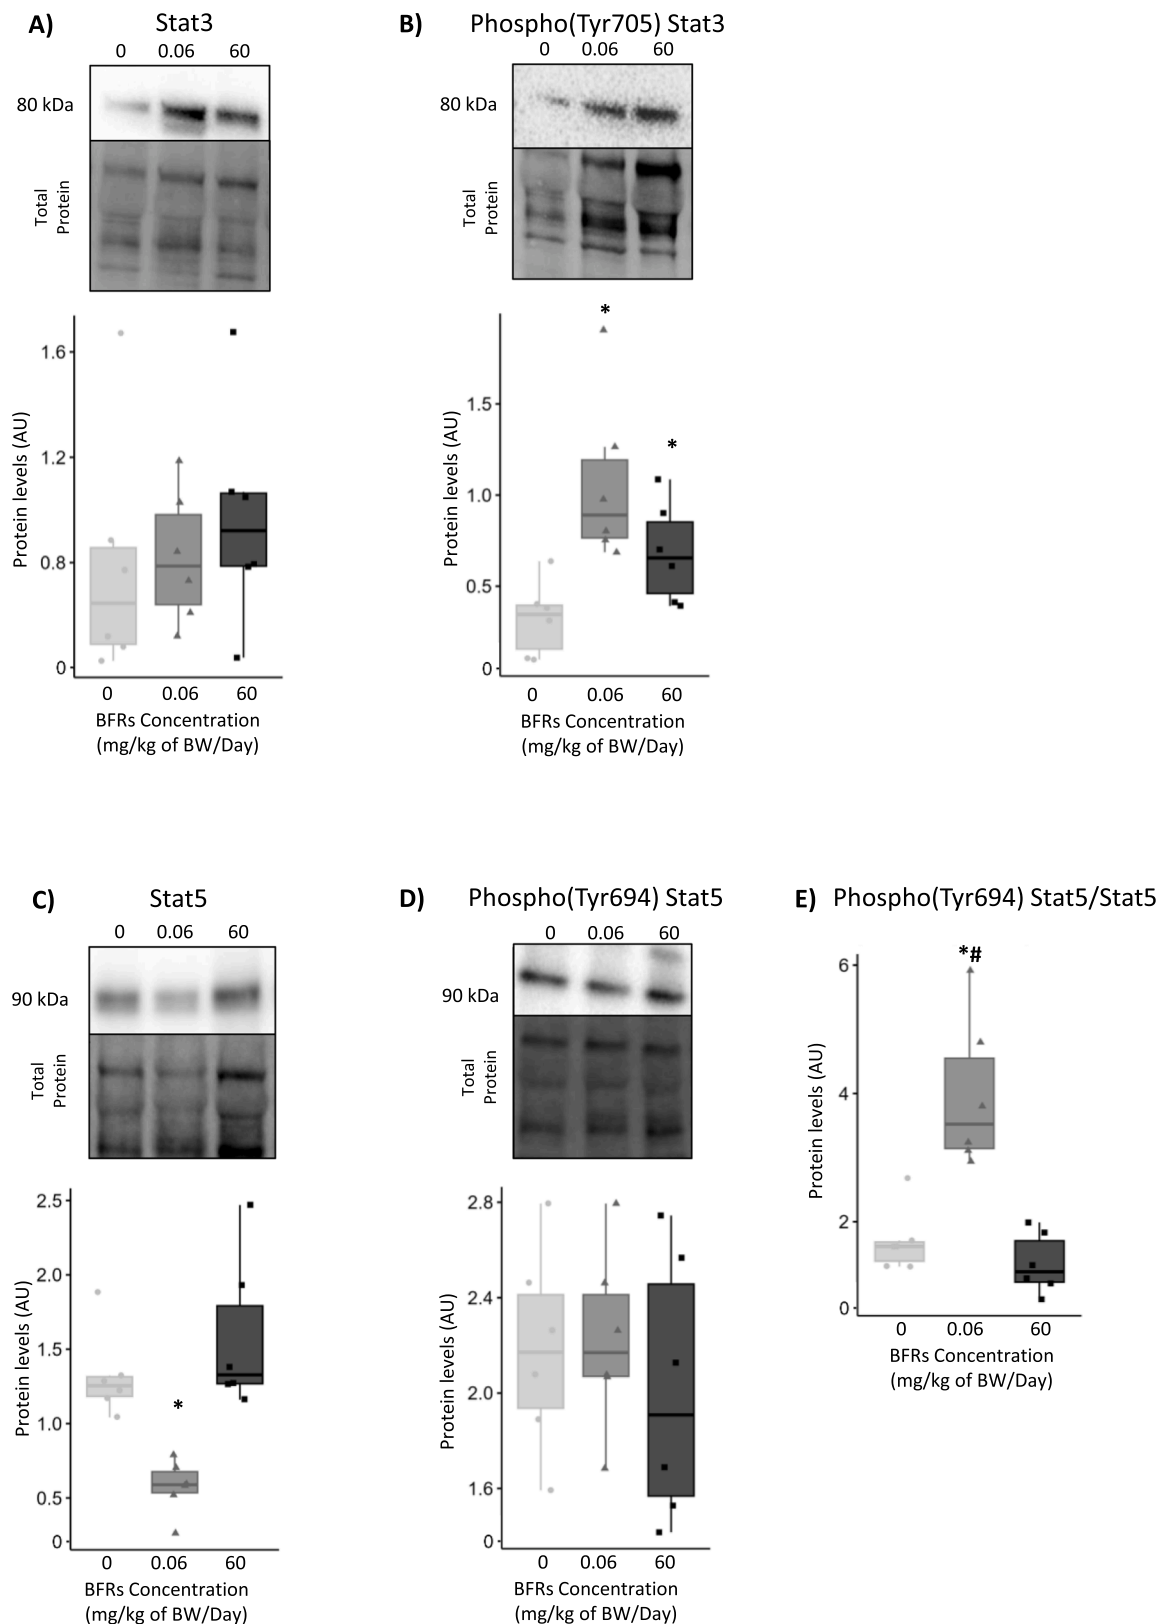 A) Stat3
0 0.06 60
80 kDa
Total
Protein
Protein levels (AU)
1.6
1.2
0.8
0
0 0.06 60
BFRs Concentration
(mg/kg of BW/Day)
B) Phospho(Tyr705) Stat3
0 0.06 60
80 kDa
Total
Protein
*
*
Protein levels (AU)
1.5
1.0
0.5
0
0 0.06 60
BFRs Concentration
(mg/kg of BW/Day)
C) Stat5
0 0.06 60
90 kDa
Total
Protein
Protein levels (AU)
2.5
2.0
1.5
1.0
0.5
0
*
0 0.06 60
BFRs Concentration
(mg/kg of BW/Day)
D) Phospho(Tyr694) Stat5
0 0.06 60
90 kDa
Total
Protein
Protein levels (AU)
2.8
2.4
2.0
1.6
0
0 0.06 60
BFRs Concentration
(mg/kg of BW/Day)
E) Phospho(Tyr694) Stat5/Stat5
*#
Protein levels (AU)
6
4
2
0
0 0.06 60
BFRs Concentration
(mg/kg of BW/Day)